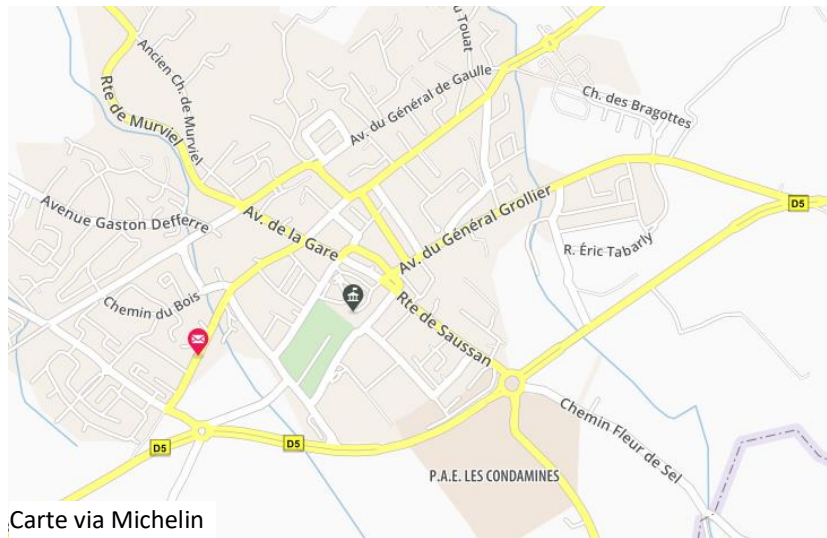 u Touat
Ancien Ch. de Murviel
Rte de Murviel
Av. du Général de Gaulle
Ch. des Bragottes
Avenue Gaston Defferre
Av. de la Gare
Av. du Général Grollier
D5
R. Éric Tabarly
Chemin du Bois
Rte de Saussan
Chemin Fleur de Sel
D5
D5
P.A.E. LES CONDAMINES
Carte via Michelin